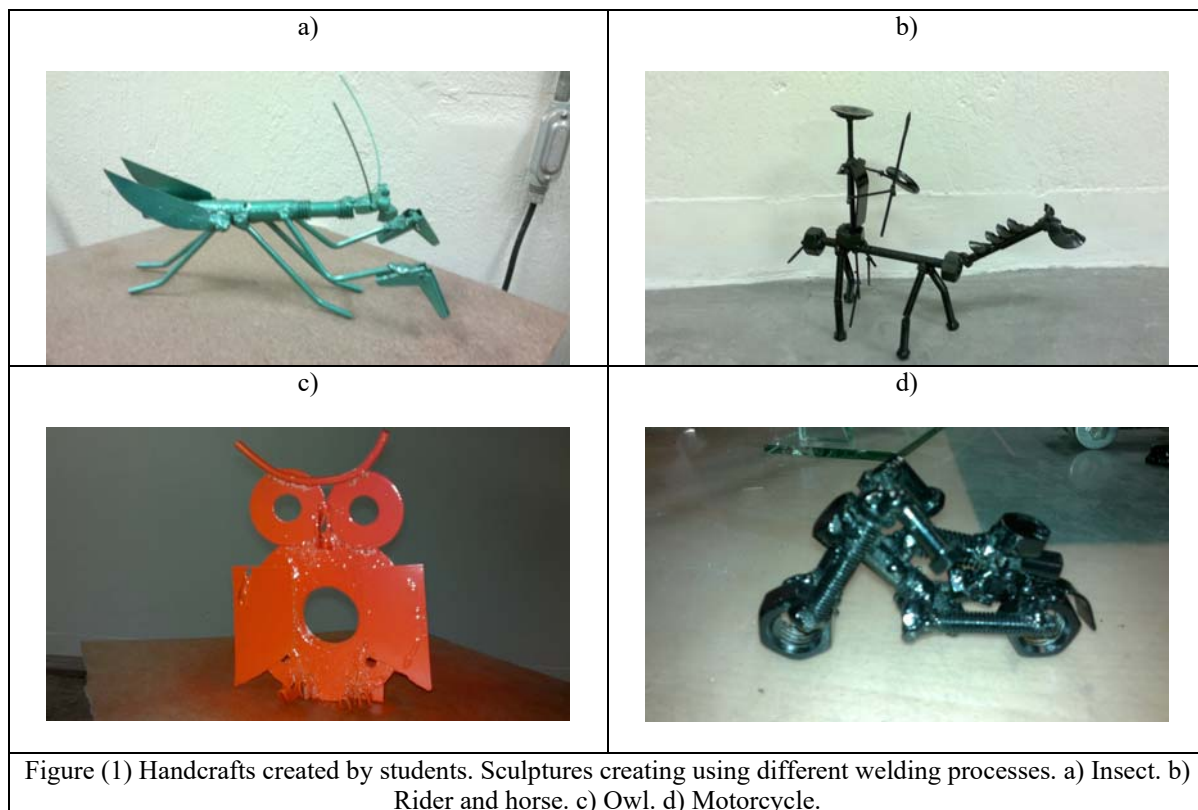 a)
b)
c)
d)
Figure (1) Handcrafts created by students. Sculptures creating using different welding processes. a) Insect. b)
Rider and horse. c) Owl. d) Motorcycle.